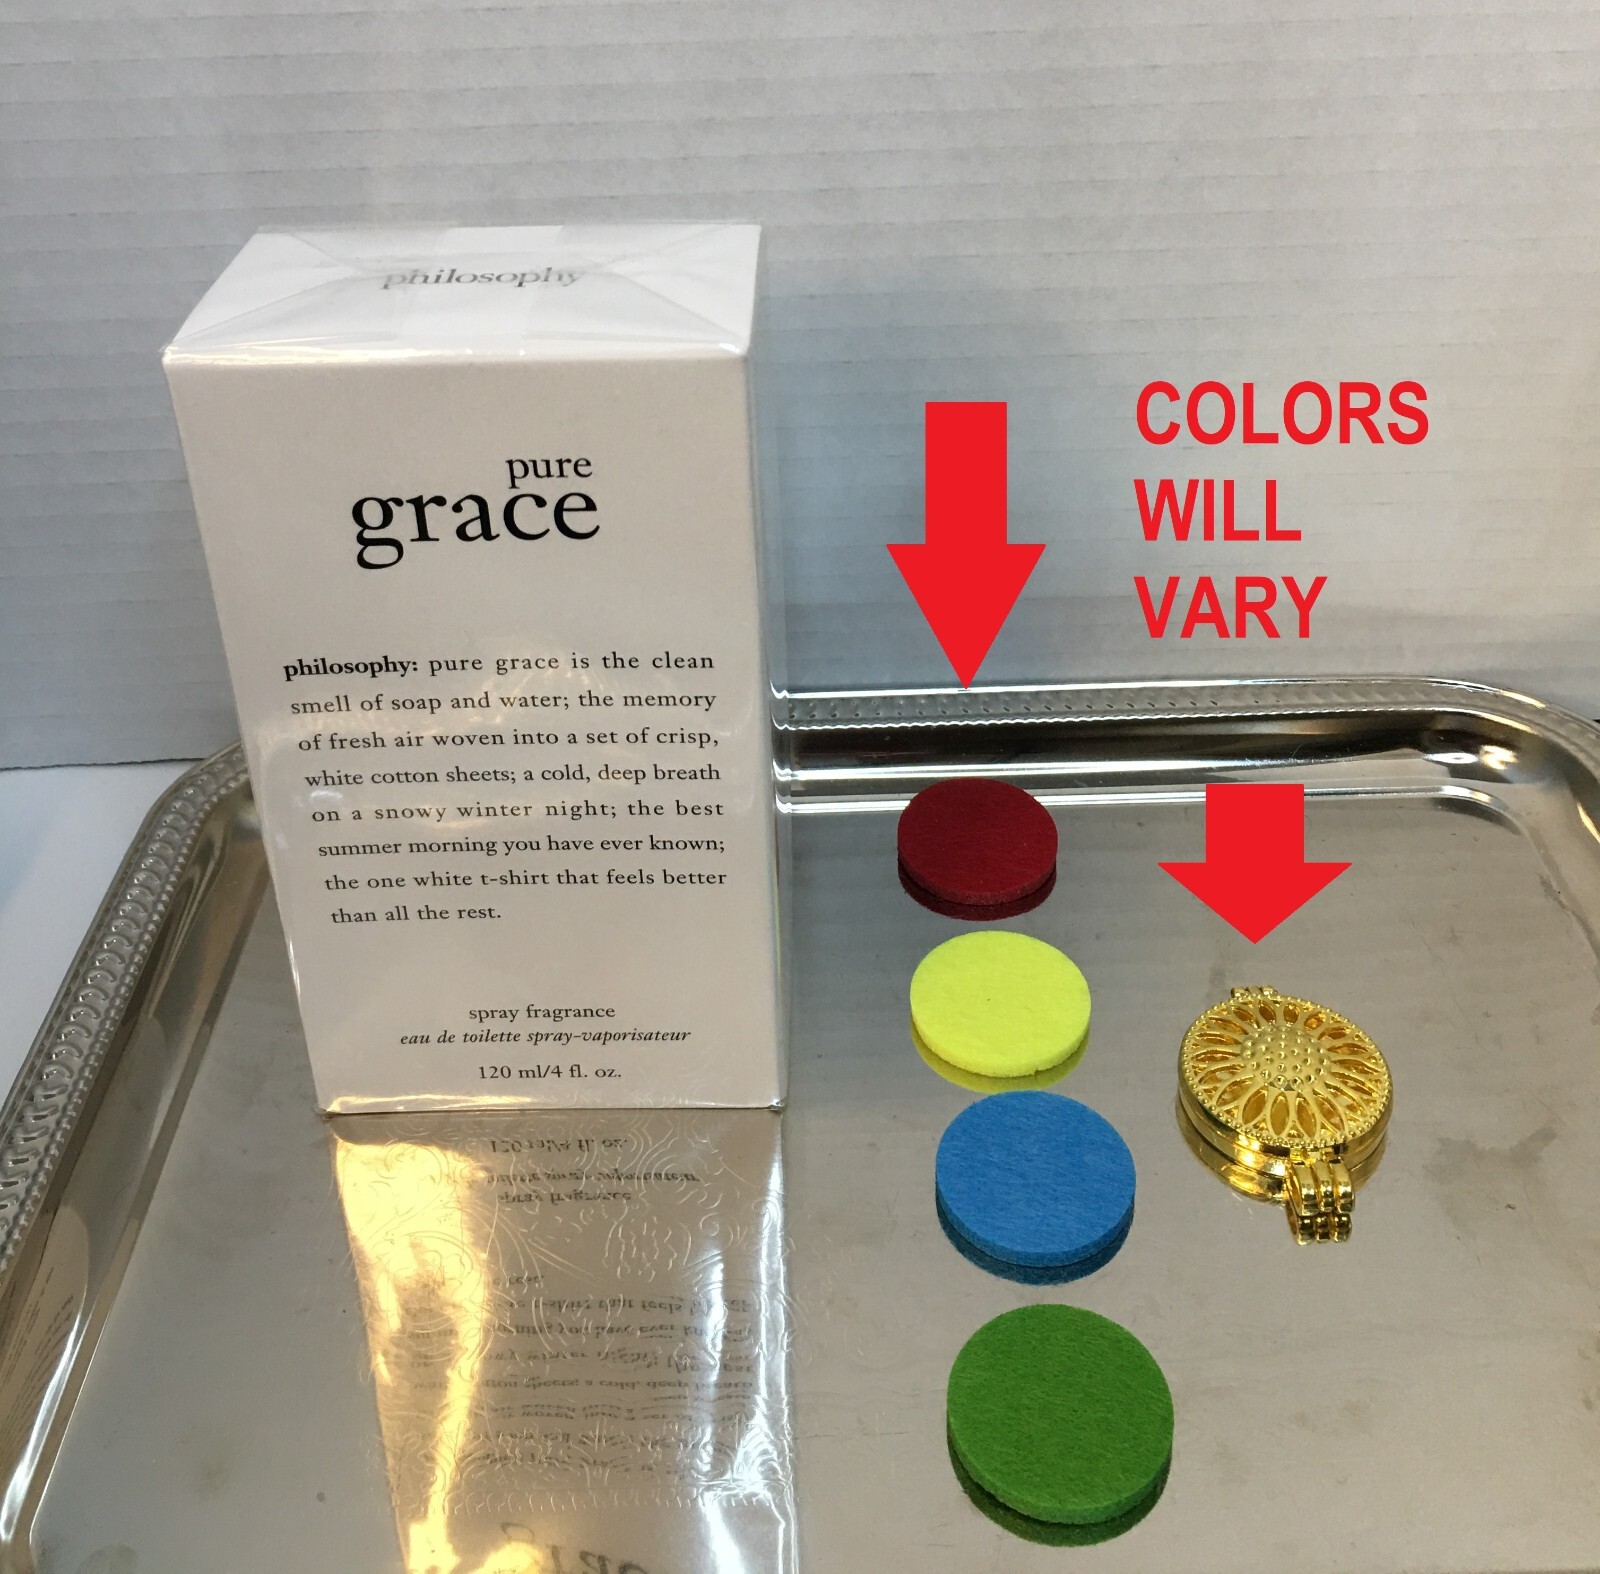 philosophy
pure
grace
philosophy: pure grace is the clean
smell of soap and water; the memory
of fresh air woven into a set of crisp,
white cotton sheets; a cold, deep breath
on a snowy winter night; the best
summer morning you have ever known;
the one white t-shirt that feels better
than all the rest.
spray fragrance
eau de toilette spray-vaporisateur
120 ml/4 fl. oz.
COLORS
WILL
VARY